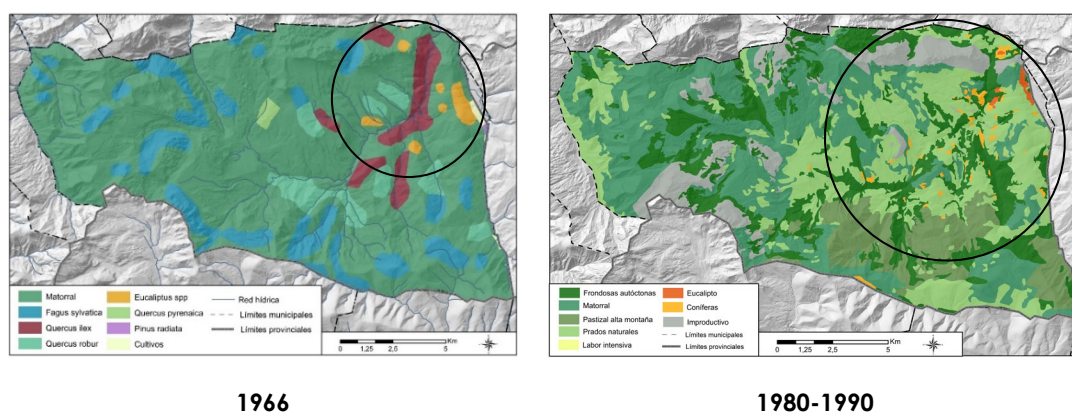 Matorral
Fagus sylvatica
Quercus ilex
Quercus robur
Eucaliptus spp
Quercus pyrenaica
Pinus radiata
Cultivos
Red hídrica
Límites municipales
Límites provinciales
0 1,25 2,5 5
Km
Frondosas autóctonas
Matorral
Pastizal alta montaña
Prados naturales
Labor intensiva
Eucalipto
Coníferas
Improductivo
Límites municipales
Límites provinciales
0 1,25 2,5 5
Km
1966
1980-1990